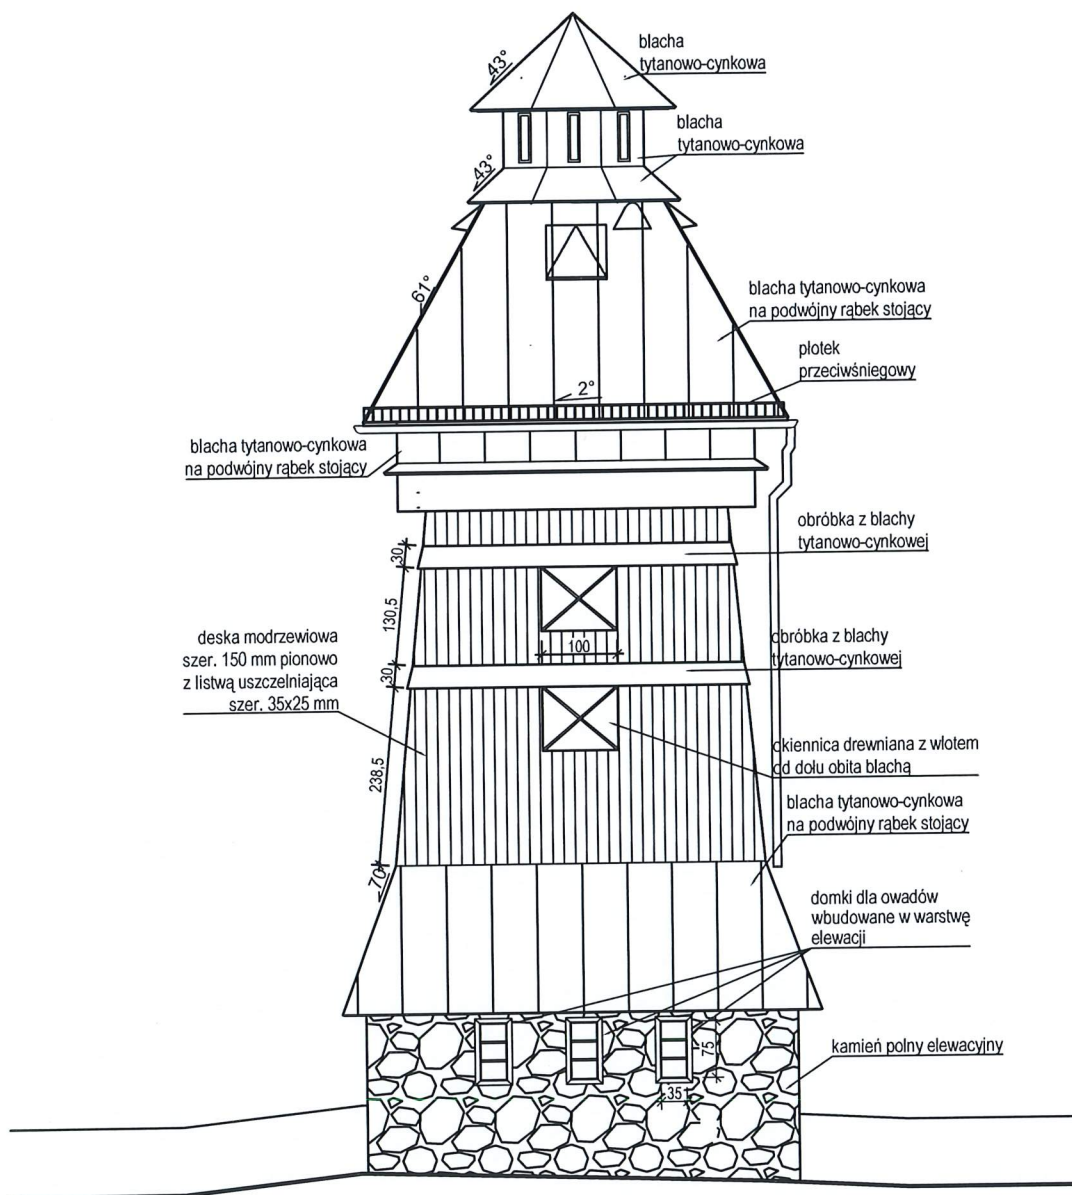 43°
blacha
tytanowo-cynkowa
blacha
tytanowo-cynkowa
43°
61°
blacha tytanowo-cynkowa
na podwójny rąbek stojący
płotek
przeciwśniegowy
2°
blacha tytanowo-cynkowa
na podwójny rąbek stojący
obróbka z blachy
tytanowo-cynkowej
30
130,5
deska modrzewiowa
szer. 150 mm pionowo
z listwą uszczelniająca
szer. 35x25 mm
100
obróbka z blachy
tytanowo-cynkowej
30
238,5
okiennica drewniana z wlotem
od dołu obita blachą
blacha tytanowo-cynkowa
na podwójny rąbek stojący
70°
domki dla owadów
wbudowane w warstwę
elewacji
75
35
kamień polny elewacyjny